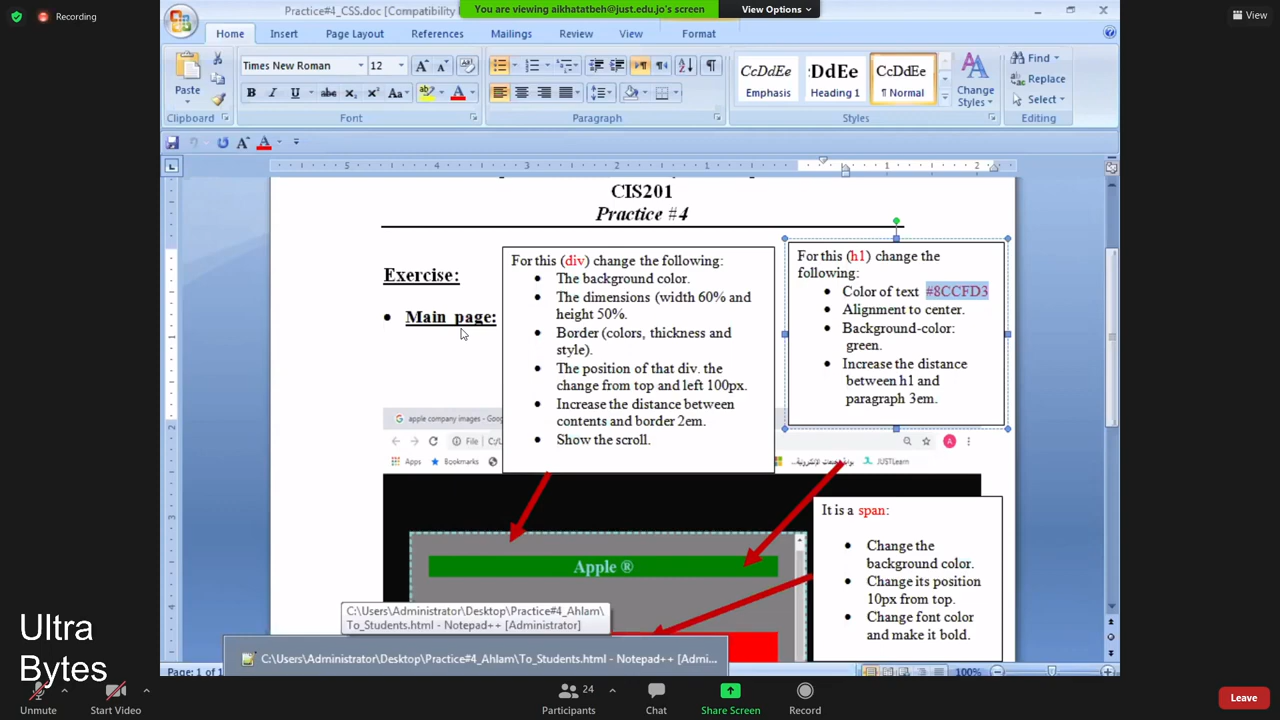 Recording
Practice#4_CSS.doc [Compatibility
You are viewing aikhatatbeh@just.edu.jo's screen
View Options
View
Home
Insert
Page Layout
References
Mailings
Review
View
Format
Paste
Times New Roman
12
CcDdEe
Emphasis
DdEe
Heading 1
CcDdEe
¶ Normal
Change
Styles
Find
Replace
Select
Clipboard
Font
Paragraph
Styles
Editing
CIS201
Practice #4
Exercise:
Main page:
For this (div) change the following:
The background color.
The dimensions (width 60% and
height 50%.
Border (colors, thickness and
style).
The position of that div. the
change from top and left 100px.
Increase the distance between
contents and border 2em.
Show the scroll.
For this (h1) change the
following:
Color of text #8CCFD3
Alignment to center.
Background-color:
green.
Increase the distance
between h1 and
paragraph 3em.
apple company images - Goo
File
C:/U
Apps
Bookmarks
JUSTLearn
It is a span:
Change the
background color.
Change its position
10px from top.
Change font color
and make it bold.
Apple ®
C:\Users\Administrator\Desktop\Practice#4_Ahlam\
To_Students.html - Notepad++ [Administrator]
C:\Users\Administrator\Desktop\Practice#4_Ahlam\To_Students.html - Notepad++ [Admi...
Page: 1 of 1
100%
Ultra
Bytes
Unmute
Start Video
24
Participants
Chat
Share Screen
Record
Leave